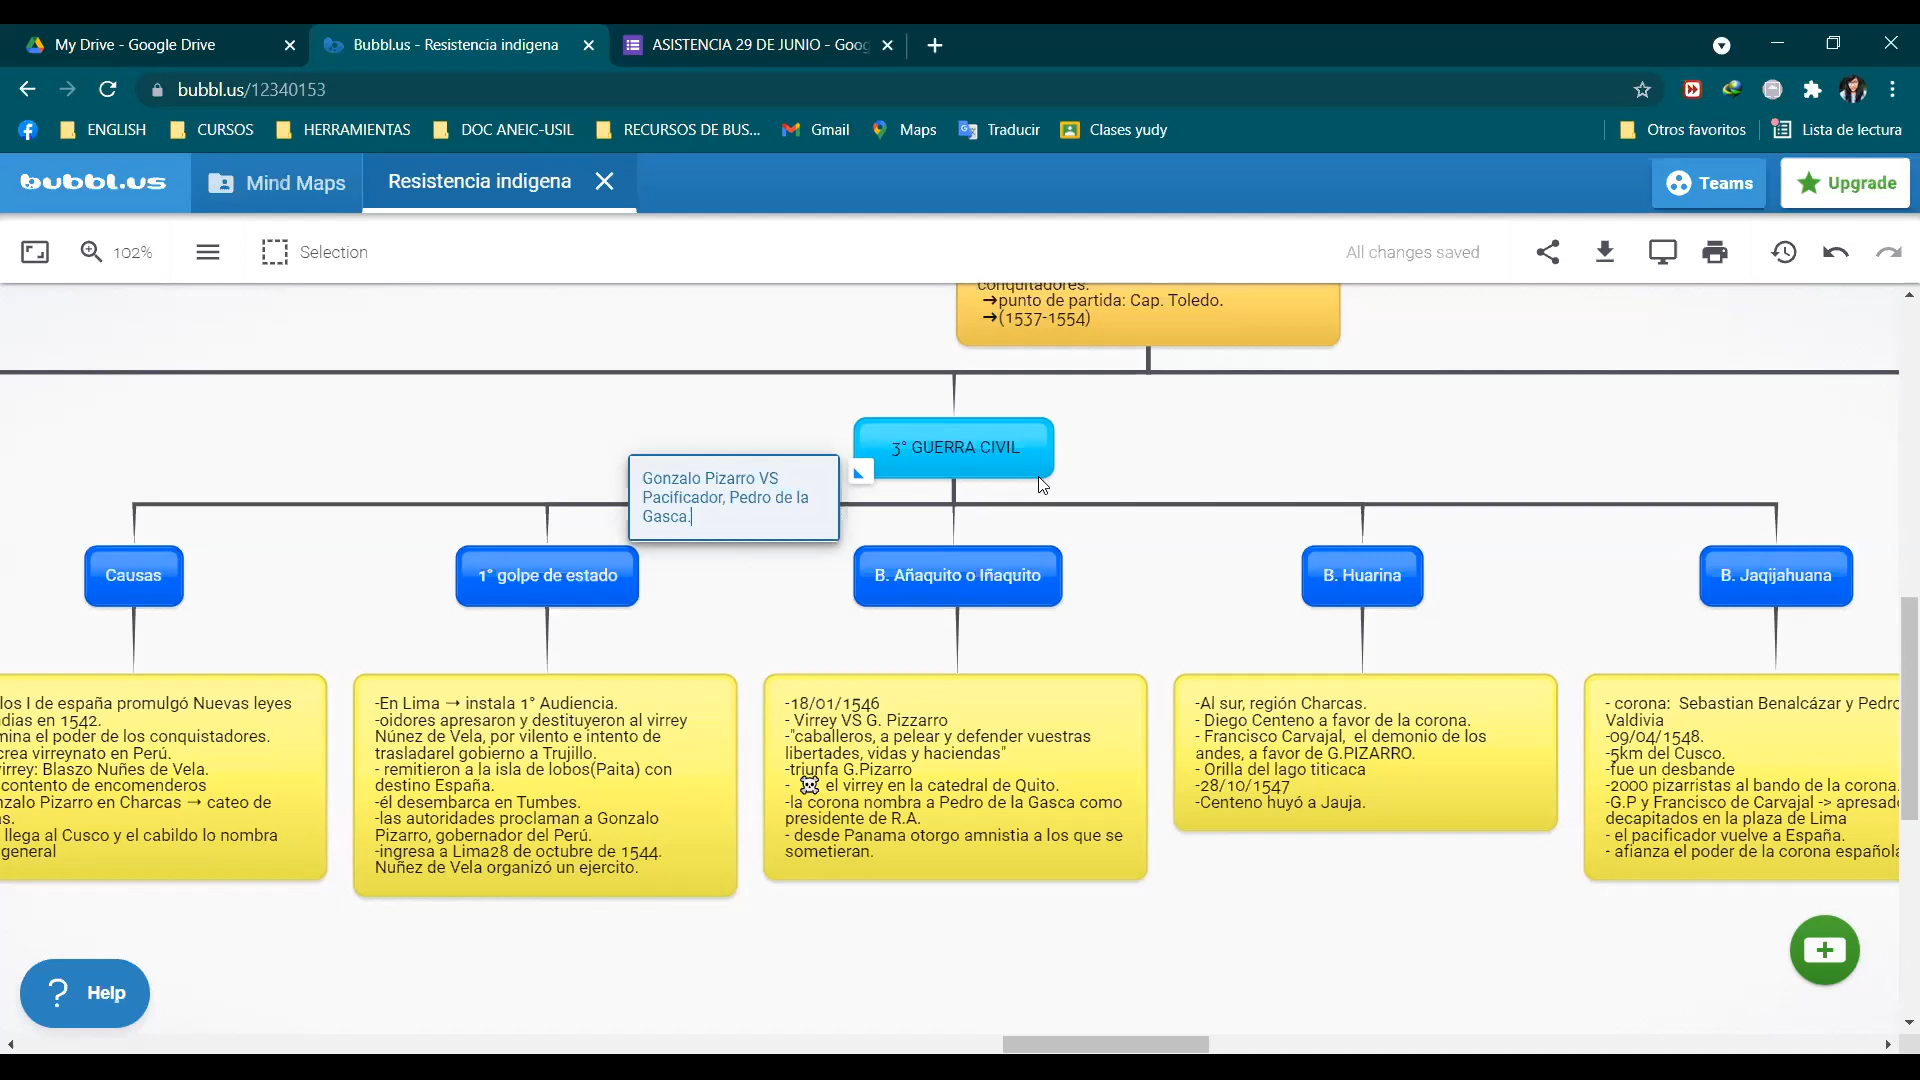 My Drive - Google Drive
Bubbl.us - Resistencia indigena
ASISTENCIA 29 DE JUNIO - Goog
bubbl.us/12340153
ENGLISH
CURSOS
HERRAMIENTAS
DOC ANEIC-USIL
RECURSOS DE BUS...
Gmail
Maps
Traducir
Clases yudy
Otros favoritos
Lista de lectura
bubbl.us
Mind Maps
Resistencia indigena
Teams
Upgrade
102%
Selection
All changes saved
conquitadores.
→punto de partida: Cap. Toledo.
→(1537-1554)
3° GUERRA CIVIL
Gonzalo Pizarro VS
Pacificador, Pedro de la
Gasca.
Causas
1° golpe de estado
B. Añaquito o Iñaquito
B. Huarina
B. Jaqijahuana
los I de españa promulgó Nuevas leyes
dias en 1542.
mina el poder de los conquistadores.
crea virreynato en Perú.
virrey: Blaszo Nuñes de Vela.
contento de encomenderos
nzalo Pizarro en Charcas → cateo de
s.
llega al Cusco y el cabildo lo nombra
general
-En Lima → instala 1° Audiencia.
-oidores apresaron y destituyeron al virrey
Núnez de Vela, por vilento e intento de
trasladarel gobierno a Trujillo.
- remitieron a la isla de lobos(Paita) con
destino España.
-él desembarca en Tumbes.
-las autoridades proclaman a Gonzalo
Pizarro, gobernador del Perú.
-ingresa a Lima28 de octubre de 1544.
Nuñez de Vela organizó un ejercito.
-18/01/1546
- Virrey VS G. Pizzarro
-"caballeros, a pelear y defender vuestras
libertades, vidas y haciendas"
-triunfa G.Pizarro
- ☠ el virrey en la catedral de Quito.
-la corona nombra a Pedro de la Gasca como
presidente de R.A.
- desde Panama otorgo amnistia a los que se
sometieran.
-Al sur, región Charcas.
- Diego Centeno a favor de la corona.
- Francisco Carvajal, el demonio de los
andes, a favor de G.PIZARRO.
- Orilla del lago titicaca
-28/10/1547
-Centeno huyó a Jauja.
- corona: Sebastian Benalcázar y Pedro
Valdivia
-09/04/1548.
-5km del Cusco.
-fue un desbande
-2000 pizarristas al bando de la corona.
-G.P y Francisco de Carvajal -> apresad
decapitados en la plaza de Lima
- el pacificador vuelve a España.
- afianza el poder de la corona española
? Help